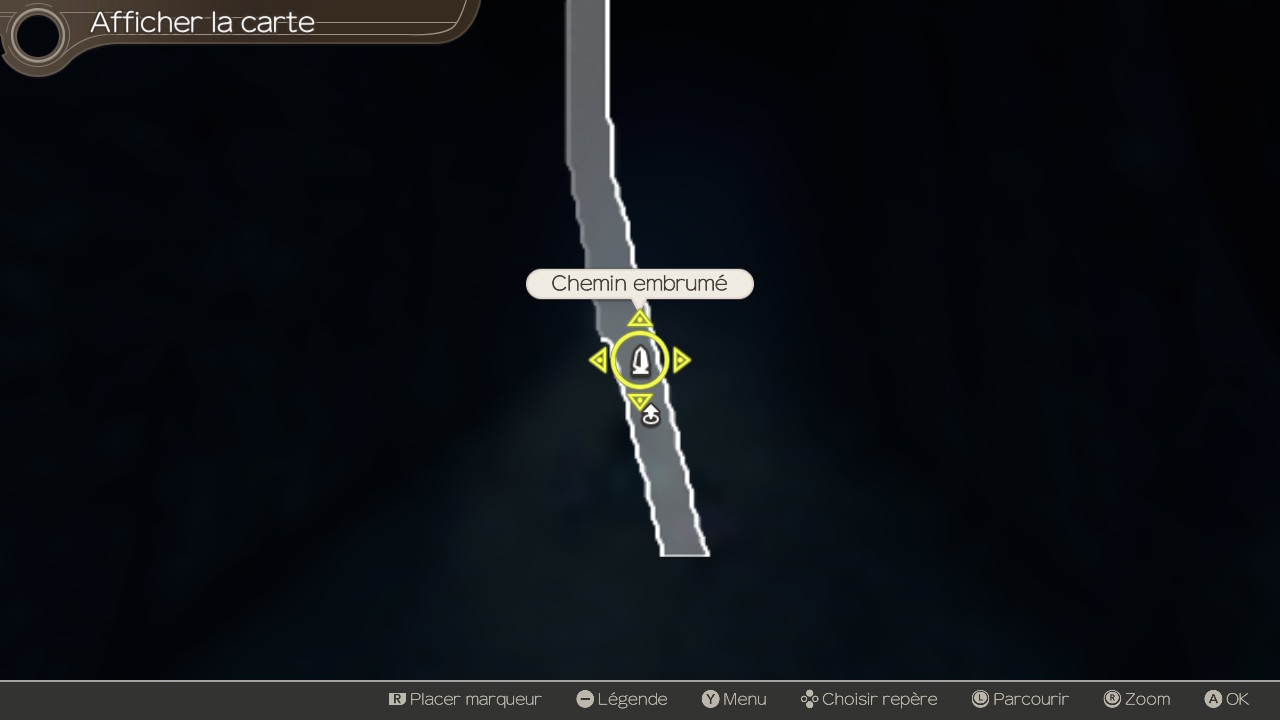 Afficher la carte
Chemin embrumé
R Placer marqueur − Légende Y Menu Choisir repère L Parcourir R Zoom A OK